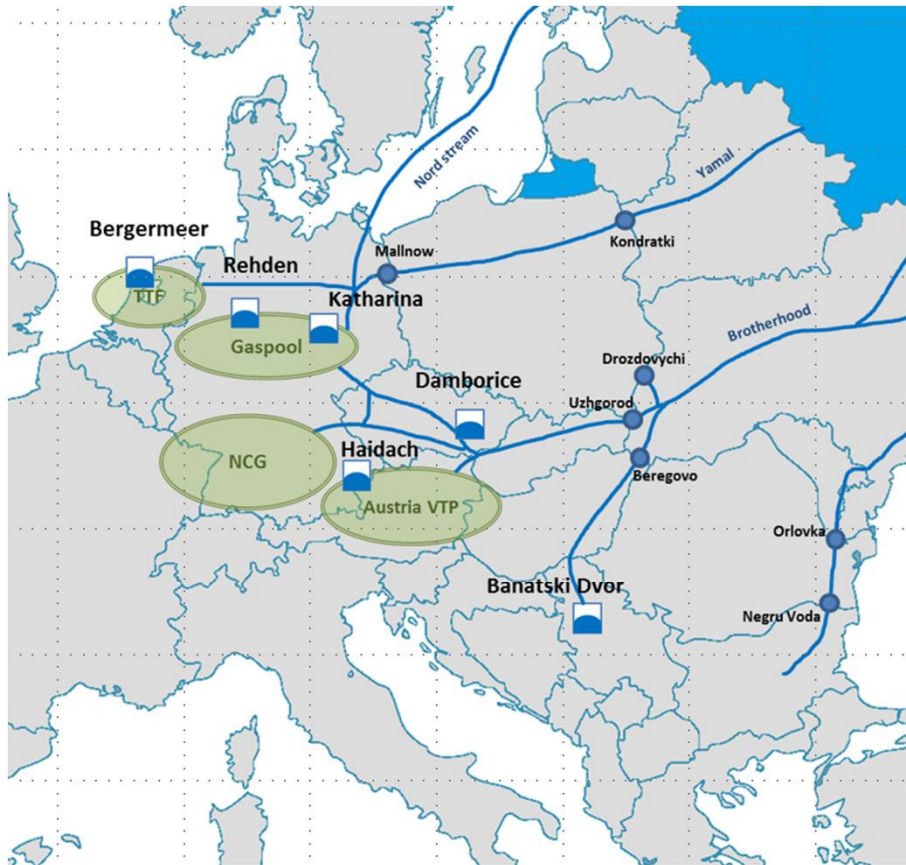 Nord stream
Yamal
Bergermeer
Kondratki
Mallnow
Rehden
TTF
Katharina
Brotherhood
Gaspool
Drozdovychi
Damborice
Uzhgorod
Haidach
NCG
Beregovo
Austria VTP
Orlovka
Banatski Dvor
Negru Voda